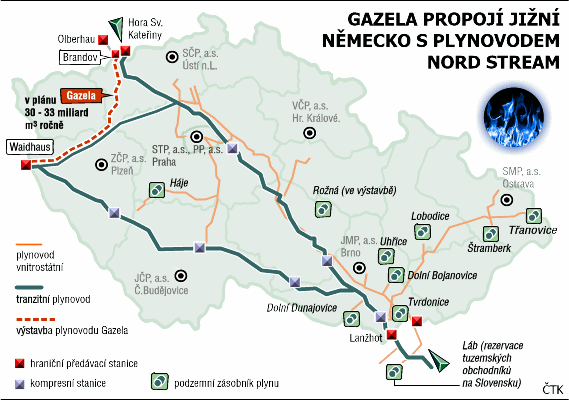 GAZELA PROPOJÍ JIŽNÍ
NĚMECKO S PLYNOVODEM
NORD STREAM
Hora Sv.
Kateřiny
Olberhau
Brandov
SČP, a.s.
Ústí n.L.
v plánu
30 - 33 miliard
m³ ročně
Gazela
VČP, a.s.
Hr. Králové.
Waidhaus
ZČP, a.s.
Plzeň
STP, a.s., PP, a.s.
Praha
SMP, a.s.
Ostrava
Háje
Rožná (ve výstavbě)
Lobodice
Třanovice
Štramberk
Uhřice
JMP, a.s.
Brno
Dolní Bojanovice
plynovod
vnitrostátní
tranzitní plynovod
výstavba plynovodu Gazela
JČP, a.s.
Č.Budějovice
Dolní Dunajovice
Tvrdonice
Lanžhot
Láb (rezervace
tuzemských
obchodníků
na Slovensku)
hraniční předávací stanice
kompresní stanice
podzemní zásobník plynu
ČTK